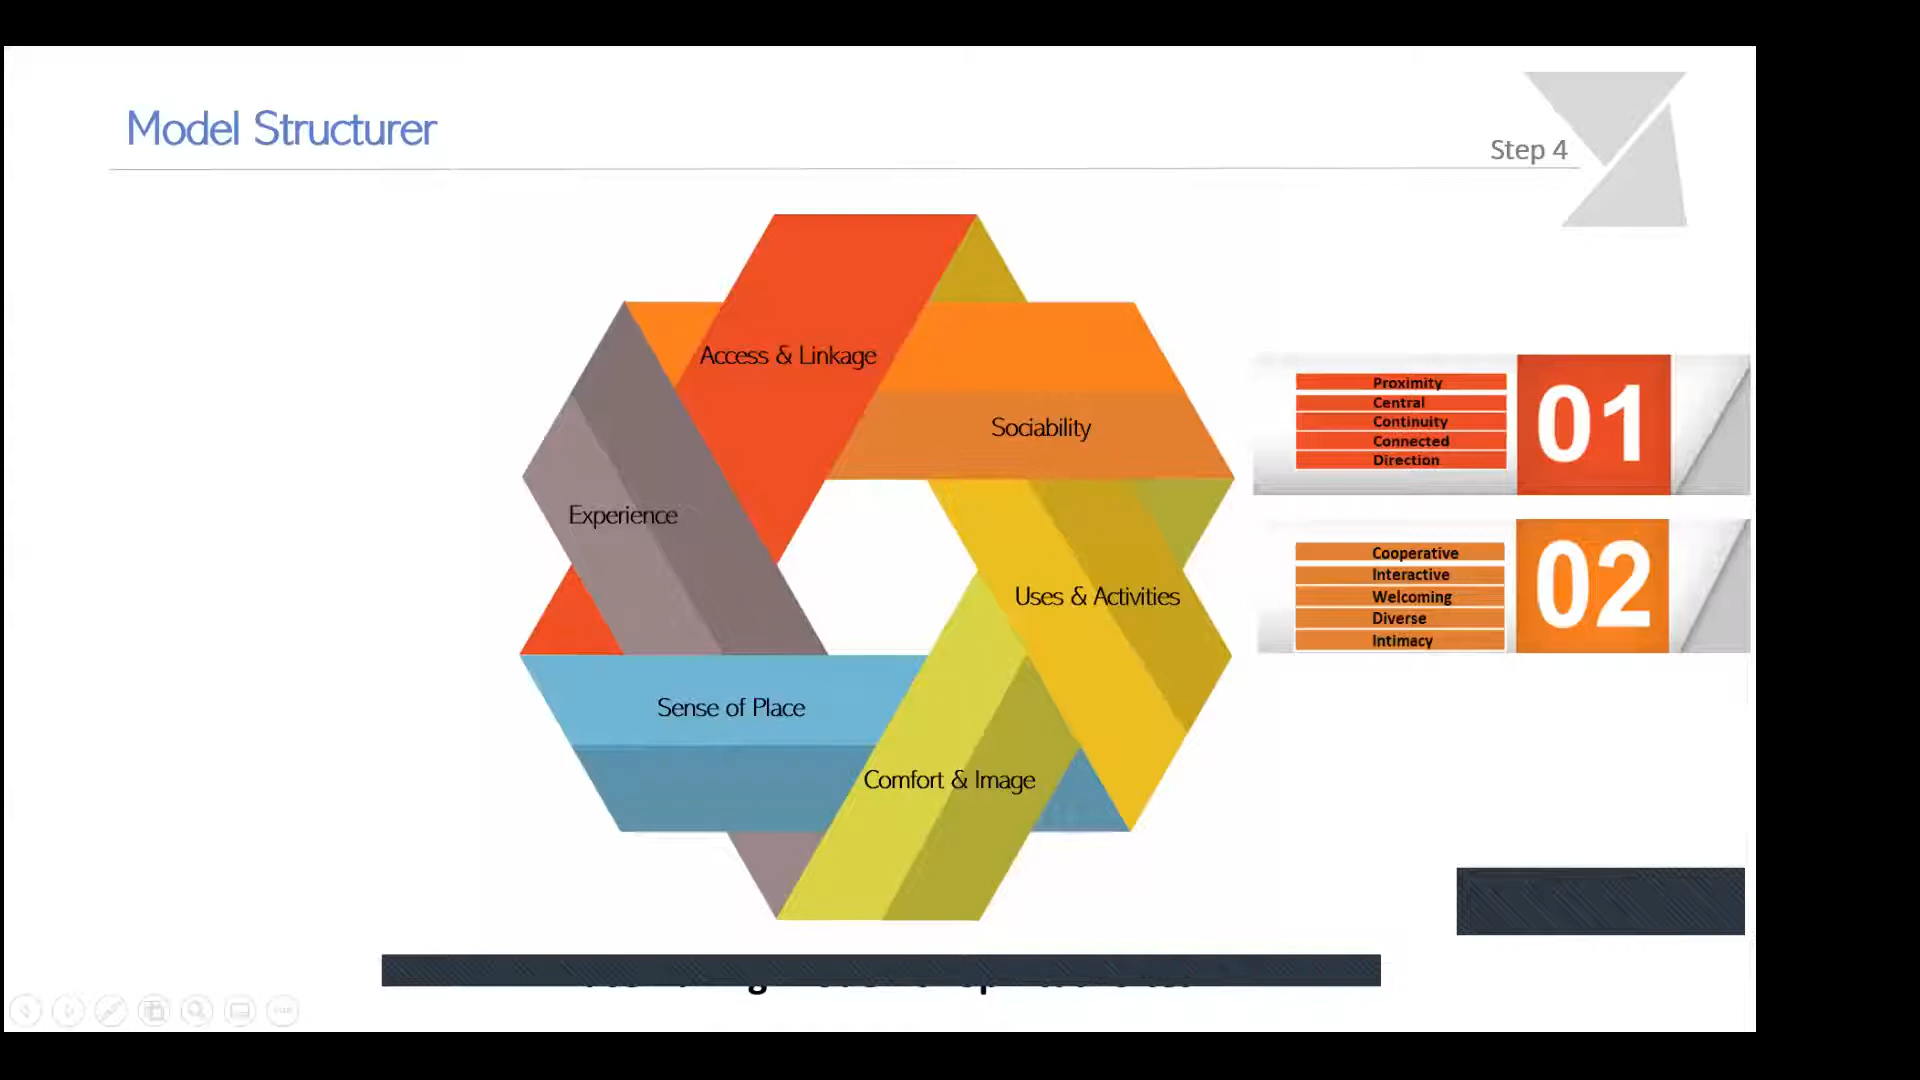 Model Structurer
Step 4
Access & Linkage
Sociability
Experience
Uses & Activities
Sense of Place
Comfort & Image
Proximity
Central
Continuity
Connected
Direction
01
Cooperative
Interactive
Welcoming
Diverse
Intimacy
02